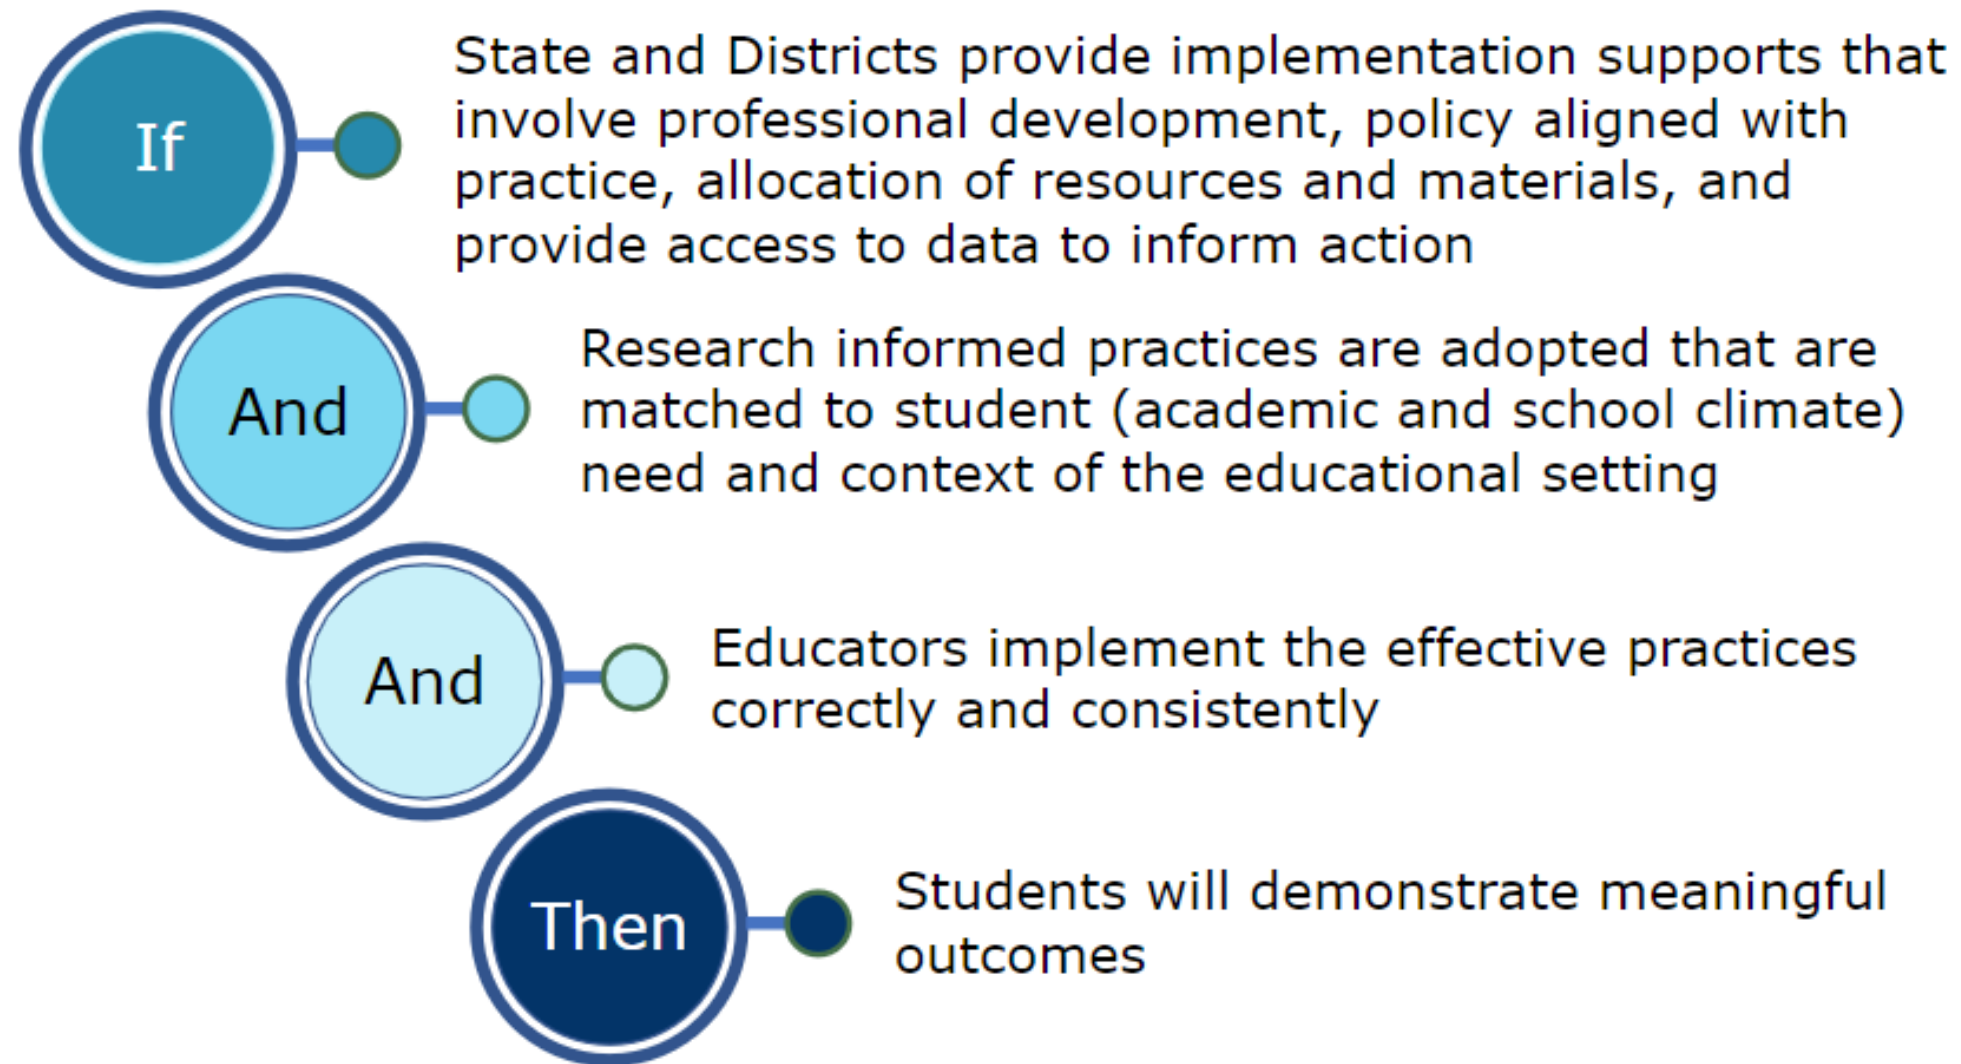 If
State and Districts provide implementation supports that
involve professional development, policy aligned with
practice, allocation of resources and materials, and
provide access to data to inform action
And
Research informed practices are adopted that are
matched to student (academic and school climate)
need and context of the educational setting
And
Educators implement the effective practices
correctly and consistently
Then
Students will demonstrate meaningful
outcomes